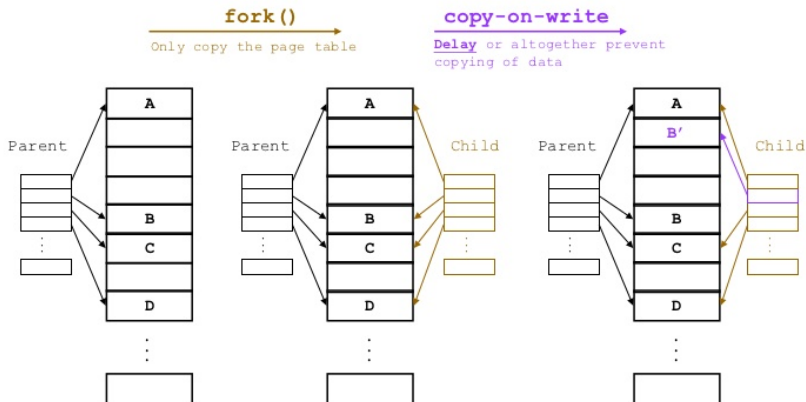 fork()
Only copy the page table
copy-on-write
Delay or altogether prevent
copying of data
Parent
A
B
C
D
Parent
A
B
C
D
Child
Parent
A
B'
B
C
D
Child